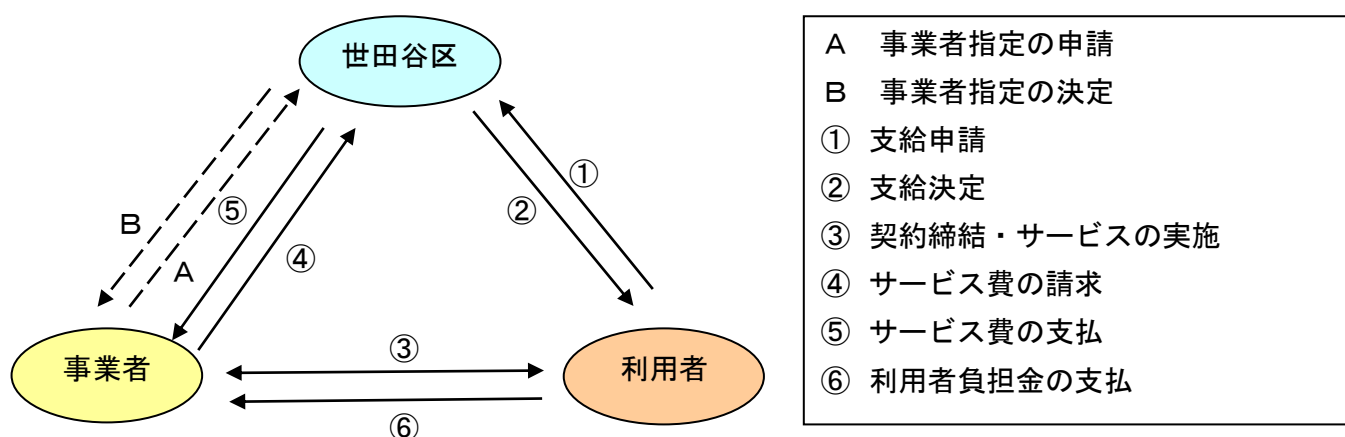 世田谷区
①
②
⑤
B
A
④
事業者
③
利用者
⑥
A 事業者指定の申請
B 事業者指定の決定
① 支給申請
② 支給決定
③ 契約締結・サービスの実施
④ サービス費の請求
⑤ サービス費の支払
⑥ 利用者負担金の支払